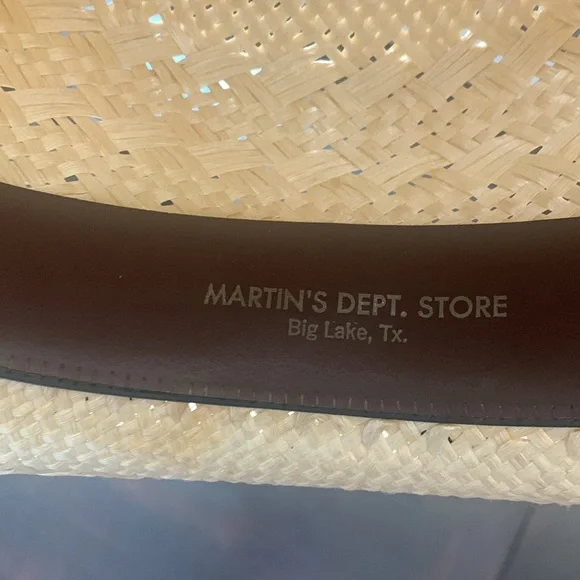 MARTIN'S DEPT. STORE
Big Lake, Tx.